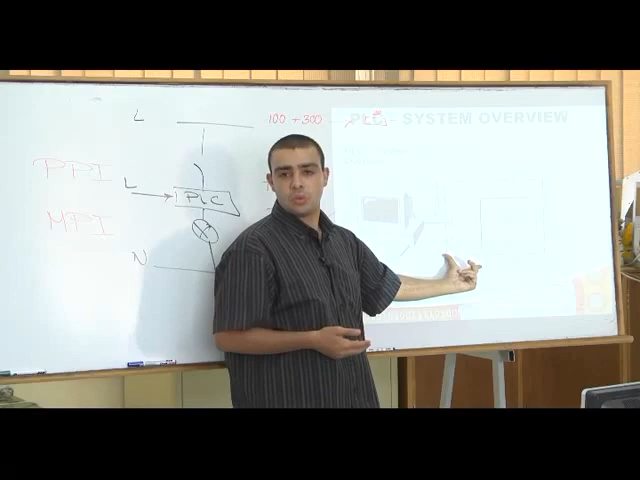 L
100 + 300
PLC - SYSTEM OVERVIEW
PPI
L
PLC
MPI
N